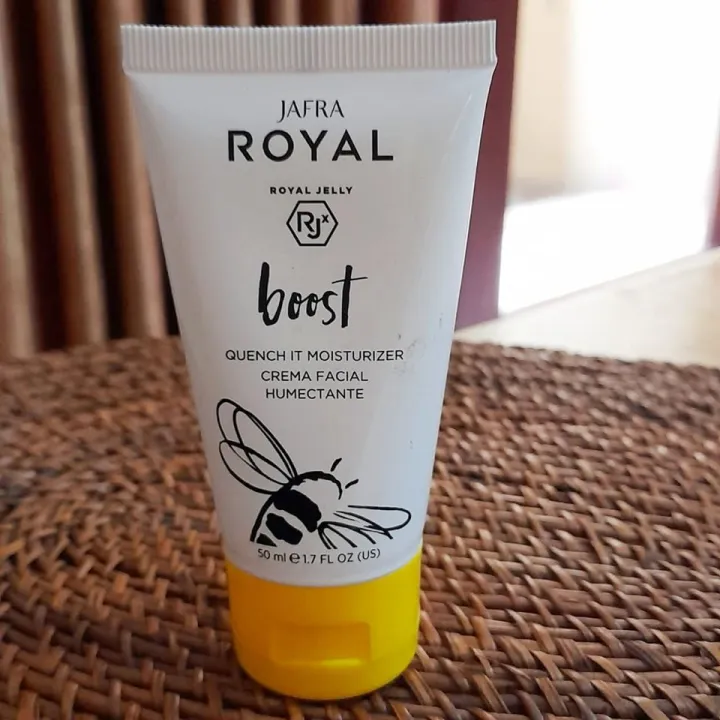 JAFRA
ROYAL
ROYAL JELLY
RJx
boost
QUENCH IT MOISTURIZER
CREMA FACIAL
HUMECTANTE
50 ml ℮ 1.7 FL OZ (US)